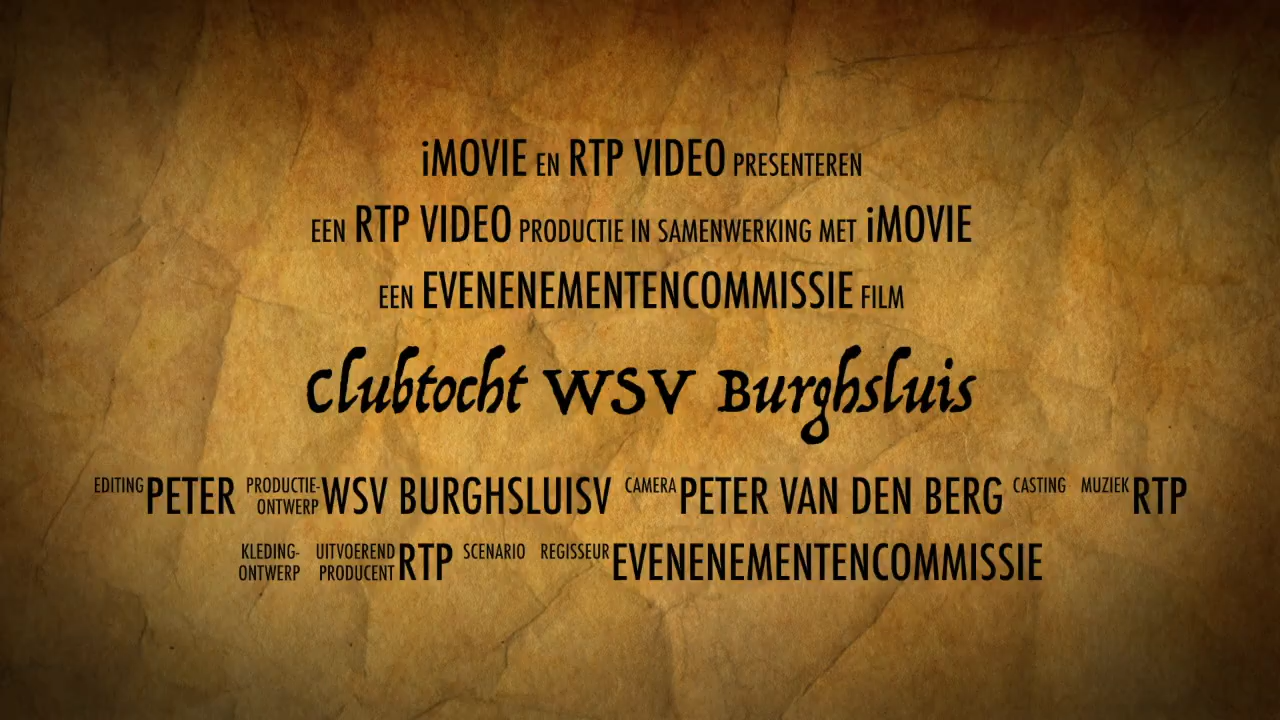 iMOVIE EN RTP VIDEO PRESENTEREN
EEN RTP VIDEO PRODUCTIE IN SAMENWERKING MET iMOVIE
EEN EVENENEMENTENCOMMISSIE FILM
Clubtocht WSV Burghsluis
EDITING PETER PRODUCTIE-ONTWERP WSV BURGHSLUISV CAMERA PETER VAN DEN BERG CASTING MUZIEK RTP
KLEDING-ONTWERP UITVOEREND PRODUCENT RTP SCENARIO REGISSEUR EVENENEMENTENCOMMISSIE